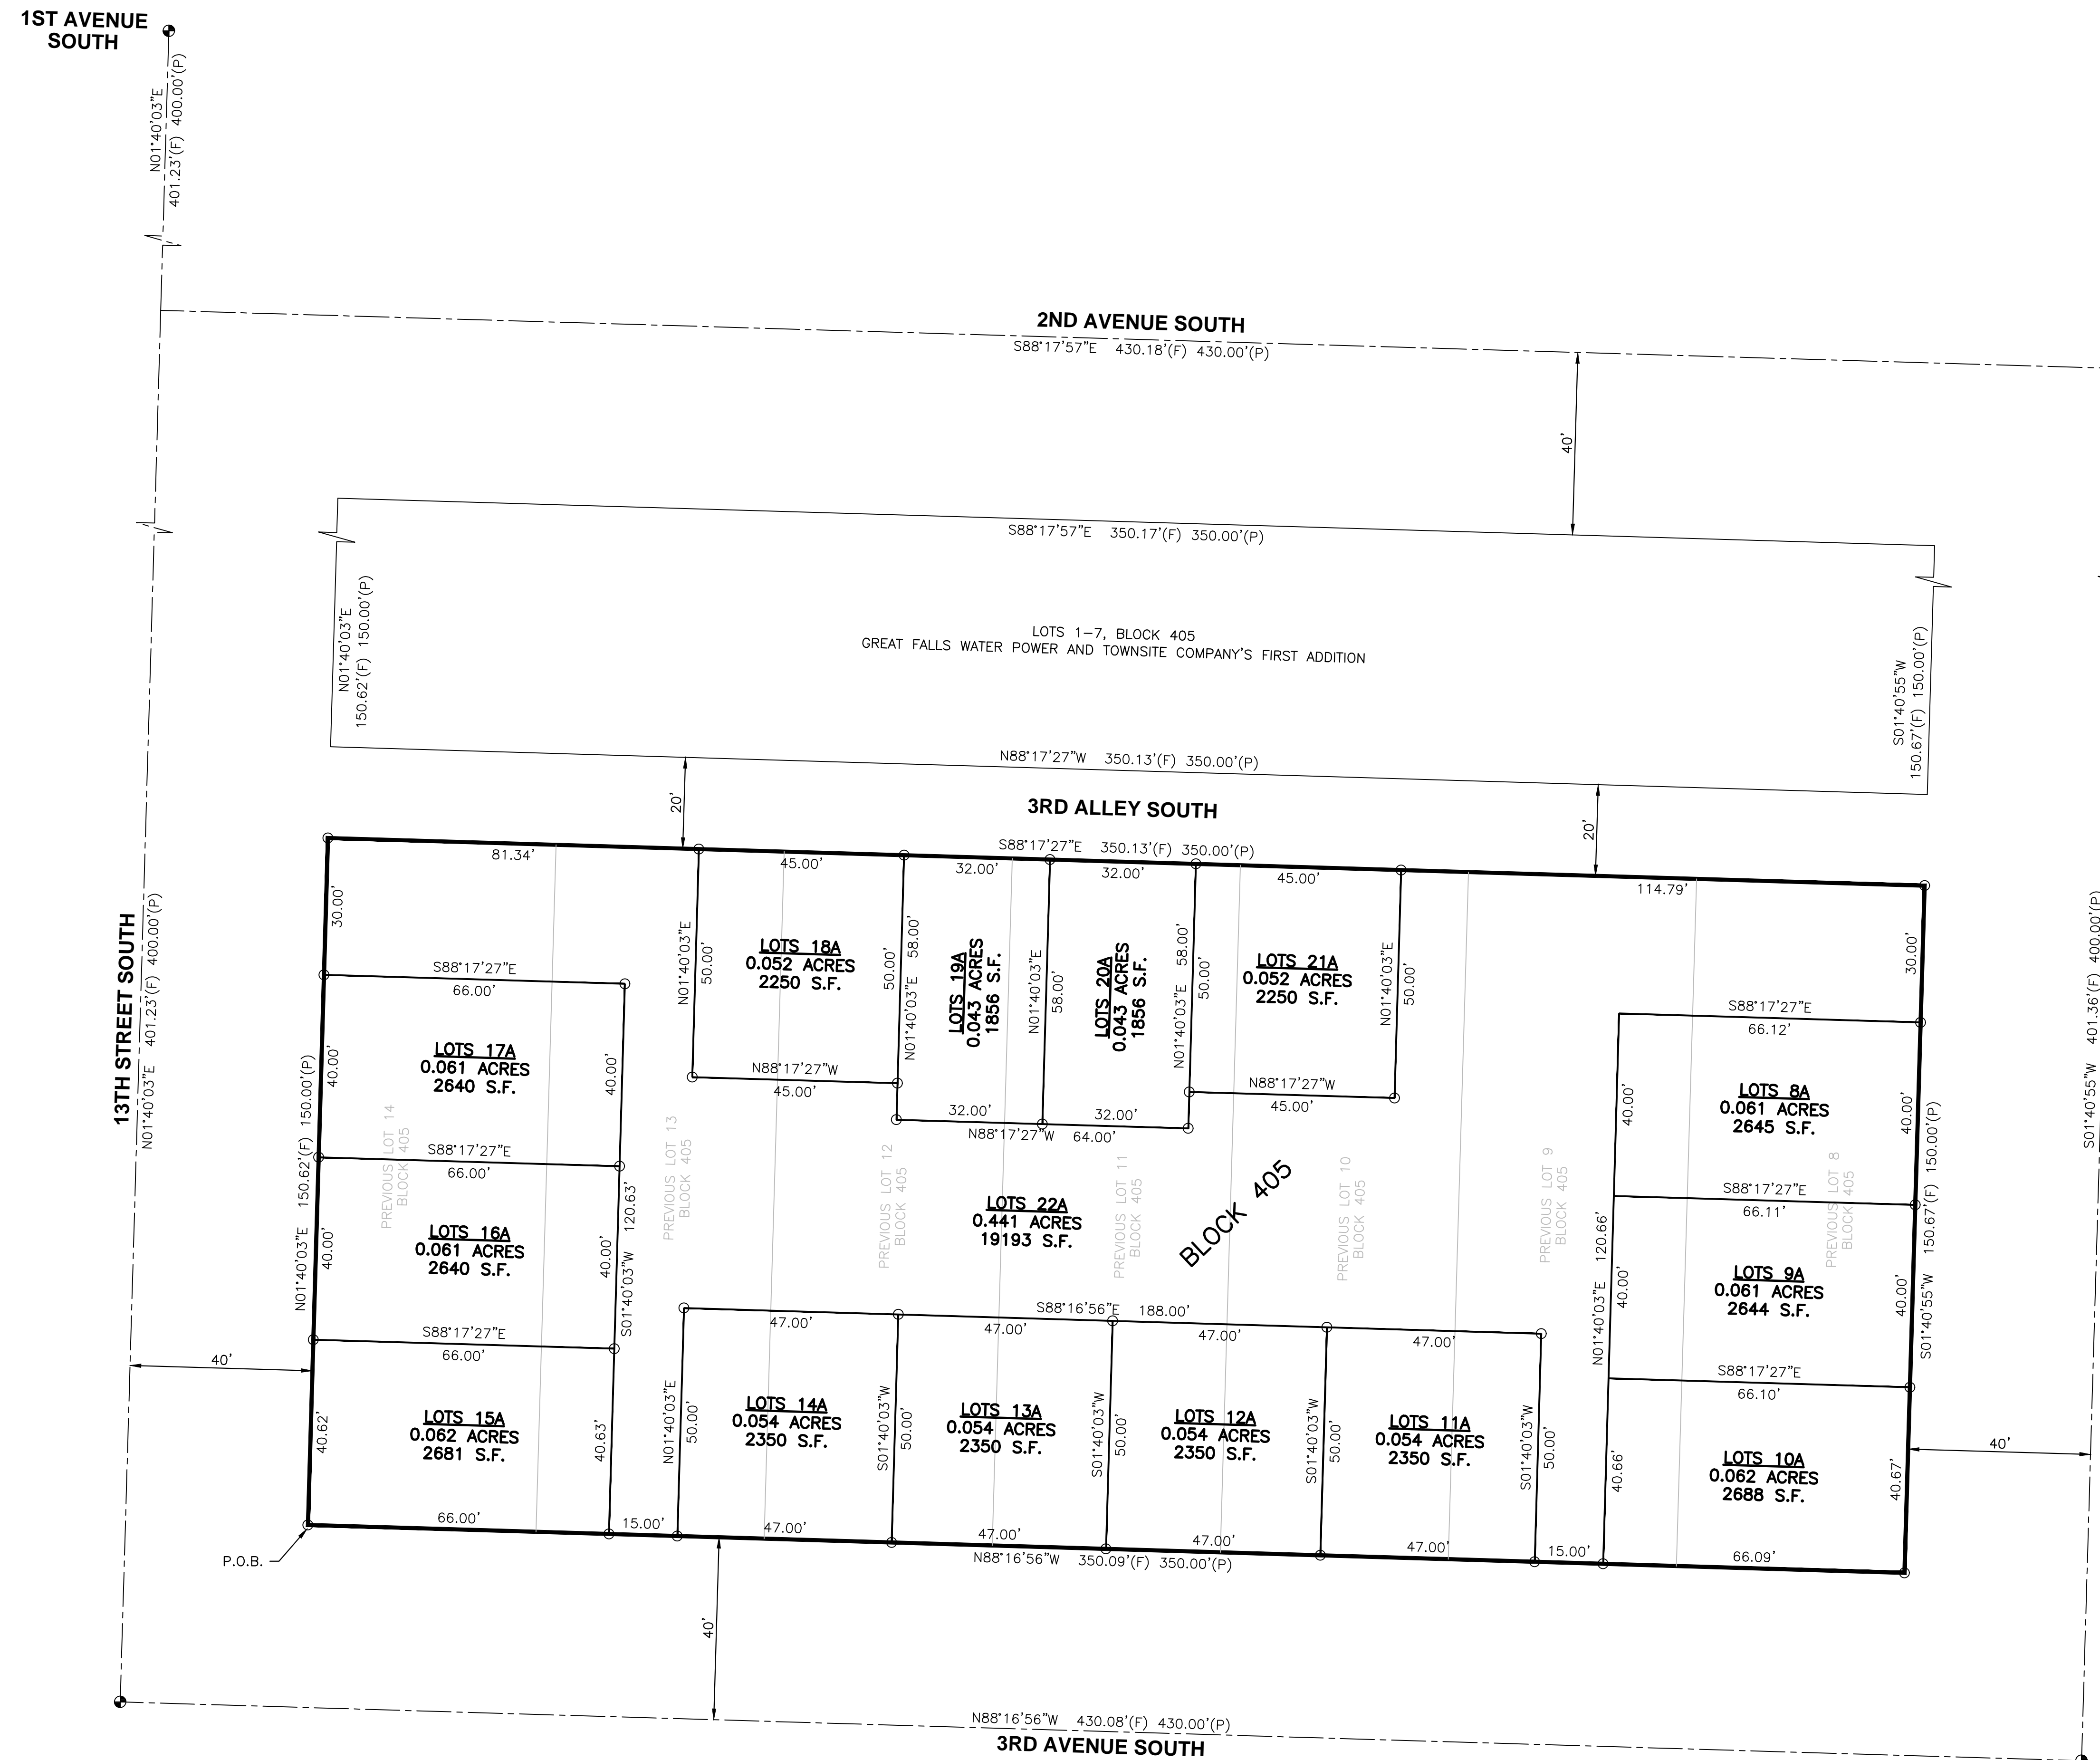 1ST AVENUE
SOUTH
N01°40'03"E
401.23'(F) 400.00'(P)
2ND AVENUE SOUTH
S88°17'57"E 430.18'(F) 430.00'(P)
40'
S88°17'57"E 350.17'(F) 350.00'(P)
N01°40'03"E
150.62'(F) 150.00'(P)
LOTS 1-7, BLOCK 405
GREAT FALLS WATER POWER AND TOWNSITE COMPANY'S FIRST ADDITION
S01°40'55"W
150.67'(F) 150.00'(P)
N88°17'27"W 350.13'(F) 350.00'(P)
20'
3RD ALLEY SOUTH
20'
S88°17'27"E 350.13'(F) 350.00'(P)
81.34'
45.00'
32.00'
32.00'
45.00'
114.79'
13TH STREET SOUTH
N01°40'03"E 401.23'(F) 400.00'(P)
N01°40'03"E 150.62'(F) 150.00'(P)
30.00'
S88°17'27"E
66.00'
40.00'
LOTS 17A
0.061 ACRES
2640 S.F.
40.00'
S88°17'27"E
66.00'
PREVIOUS LOT 14
BLOCK 405
40.00'
LOTS 16A
0.061 ACRES
2640 S.F.
40.00'
S01°40'03"W 120.63'
S88°17'27"E
66.00'
40'
40.62'
LOTS 15A
0.062 ACRES
2681 S.F.
40.63'
66.00'
15.00'
P.O.B.
N01°40'03"E
50.00'
LOTS 18A
0.052 ACRES
2250 S.F.
50.00'
N01°40'03"E 58.00'
N88°17'27"W
45.00'
LOTS 19A
0.043 ACRES
1856 S.F.
N01°40'03"E
58.00'
LOTS 20A
0.043 ACRES
1856 S.F.
N01°40'03"E 58.00'
50.00'
32.00'
32.00'
N88°17'27"W 64.00'
LOTS 21A
0.052 ACRES
2250 S.F.
N01°40'03"E
50.00'
N88°17'27"W
45.00'
PREVIOUS LOT 13
BLOCK 405
PREVIOUS LOT 12
BLOCK 405
PREVIOUS LOT 11
BLOCK 405
PREVIOUS LOT 10
BLOCK 405
PREVIOUS LOT 9
BLOCK 405
PREVIOUS LOT 8
BLOCK 405
LOTS 22A
0.441 ACRES
19193 S.F.
BLOCK 405
S88°16'56"E 188.00'
47.00'
47.00'
47.00'
47.00'
N01°40'03"E
50.00'
LOTS 14A
0.054 ACRES
2350 S.F.
S01°40'03"W
50.00'
LOTS 13A
0.054 ACRES
2350 S.F.
S01°40'03"W
50.00'
LOTS 12A
0.054 ACRES
2350 S.F.
S01°40'03"W
50.00'
LOTS 11A
0.054 ACRES
2350 S.F.
S01°40'03"W
50.00'
47.00'
47.00'
47.00'
47.00'
15.00'
66.09'
N88°16'56"W 350.09'(F) 350.00'(P)
30.00'
S88°17'27"E
66.12'
40.00'
LOTS 8A
0.061 ACRES
2645 S.F.
40.00'
S88°17'27"E
66.11'
N01°40'03"E 120.66'
40.00'
LOTS 9A
0.061 ACRES
2644 S.F.
40.00'
S88°17'27"E
66.10'
40.66'
LOTS 10A
0.062 ACRES
2688 S.F.
40.67'
S01°40'55"W 150.67'(F) 150.00'(P)
40'
S01°40'55"W 401.36'(F) 400.00'(P)
40'
N88°16'56"W 430.08'(F) 430.00'(P)
3RD AVENUE SOUTH